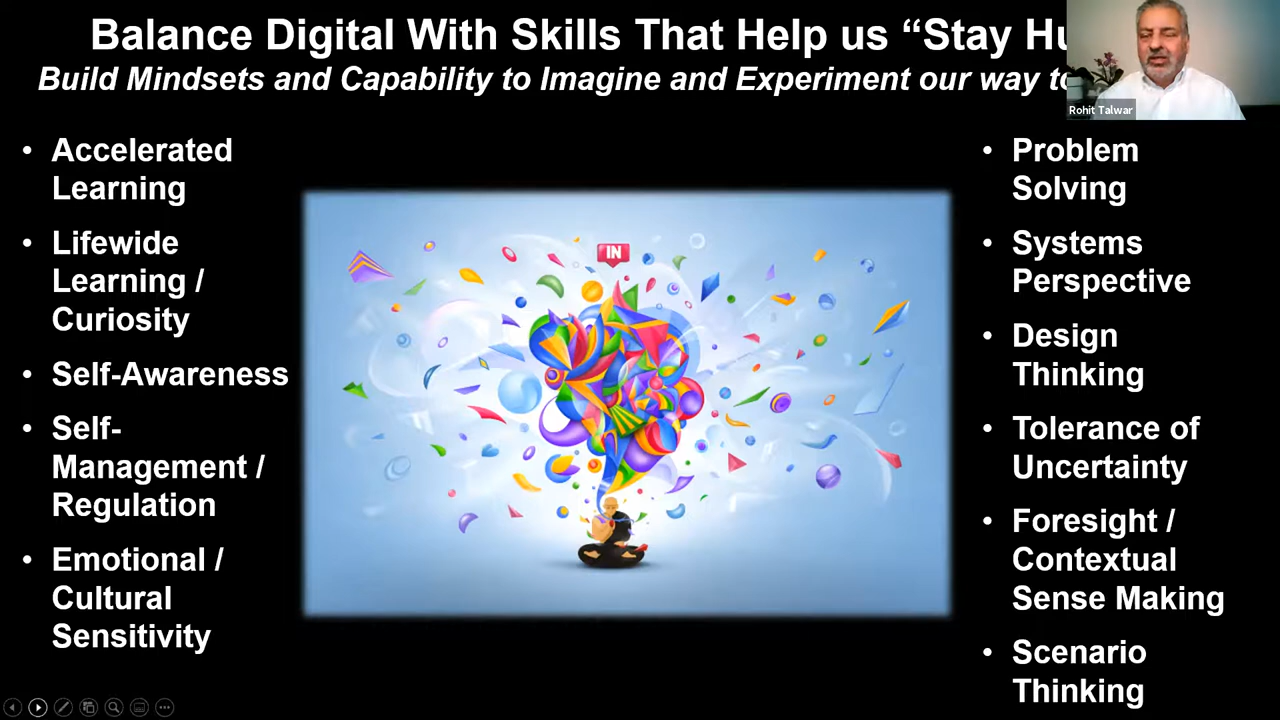 Balance Digital With Skills That Help us “Stay
Build Mindsets and Capability to Imagine and Experiment our way
Rohit Talwar
• Accelerated
Learning
• Lifewide
Learning /
Curiosity
• Self-Awareness
• Self-
Management /
Regulation
• Emotional /
Cultural
Sensitivity
IN
• Problem
Solving
• Systems
Perspective
• Design
Thinking
• Tolerance of
Uncertainty
• Foresight /
Contextual
Sense Making
• Scenario
Thinking